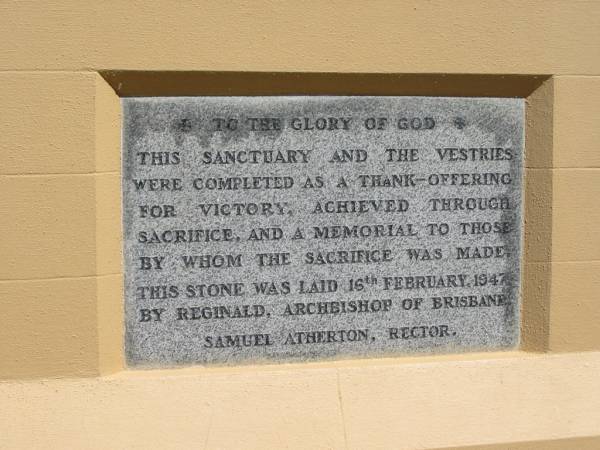 ✠ TO THE GLORY OF GOD ✠
THIS SANCTUARY AND THE VESTRIES
WERE COMPLETED AS A THANK-OFFERING
FOR VICTORY, ACHIEVED THROUGH
SACRIFICE, AND A MEMORIAL TO THOSE
BY WHOM THE SACRIFICE WAS MADE.
THIS STONE WAS LAID 16th FEBRUARY, 1947,
BY REGINALD, ARCHBISHOP OF BRISBANE.
SAMUEL ATHERTON, RECTOR.